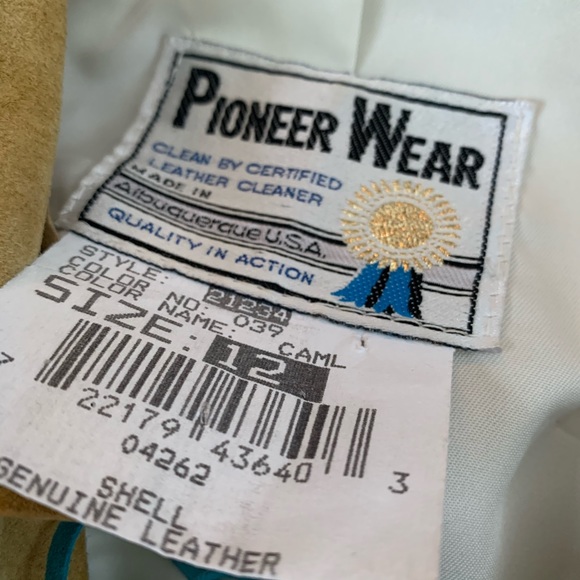 PIONEER WEAR
CLEAN BY CERTIFIED
LEATHER CLEANER
MADE IN
Albuquerque U.S.A.
QUALITY IN ACTION
STYLE: 21234
COLOR NO: 039
COLOR NAME: CAML
SIZE: 12
7 22179 43640 3
04262
SHELL
GENUINE LEATHER